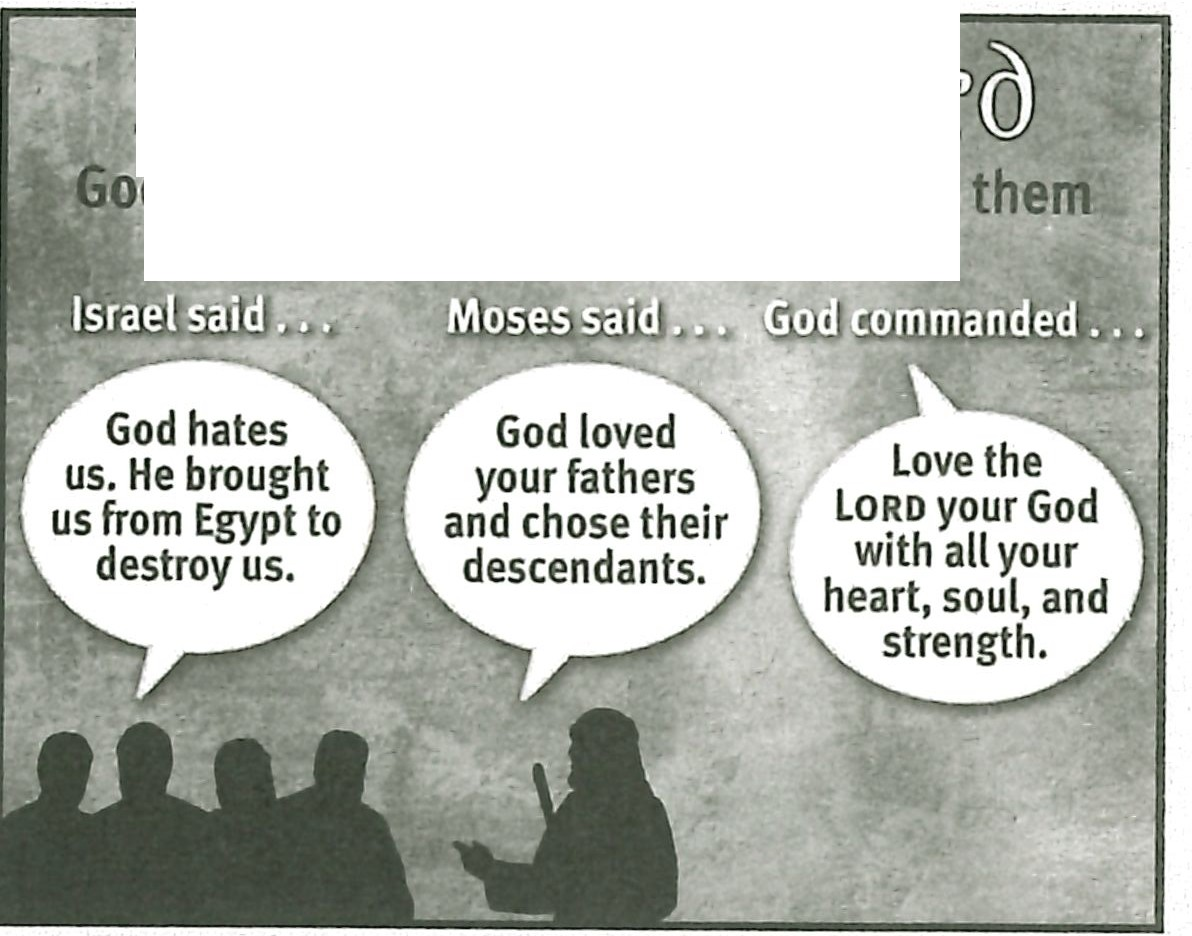 them
Israel said . . .
Moses said . . .
God commanded . . .
God hates
us. He brought
us from Egypt to
destroy us.
God loved
your fathers
and chose their
descendants.
Love the
LORD your God
with all your
heart, soul, and
strength.